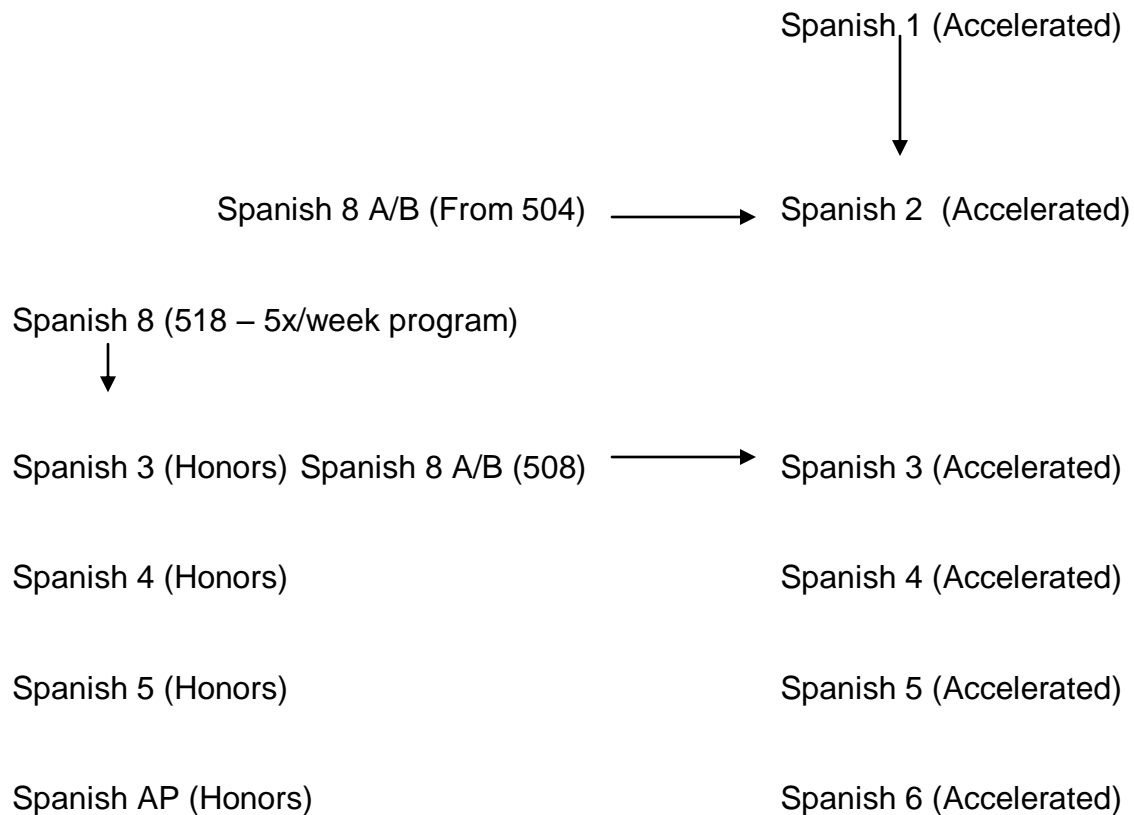 Spanish 1 (Accelerated)
Spanish 8 A/B (From 504) Spanish 2 (Accelerated)
Spanish 8 (518 – 5x/week program)
Spanish 3 (Honors) Spanish 8 A/B (508) Spanish 3 (Accelerated)
Spanish 4 (Honors) Spanish 4 (Accelerated)
Spanish 5 (Honors) Spanish 5 (Accelerated)
Spanish AP (Honors) Spanish 6 (Accelerated)